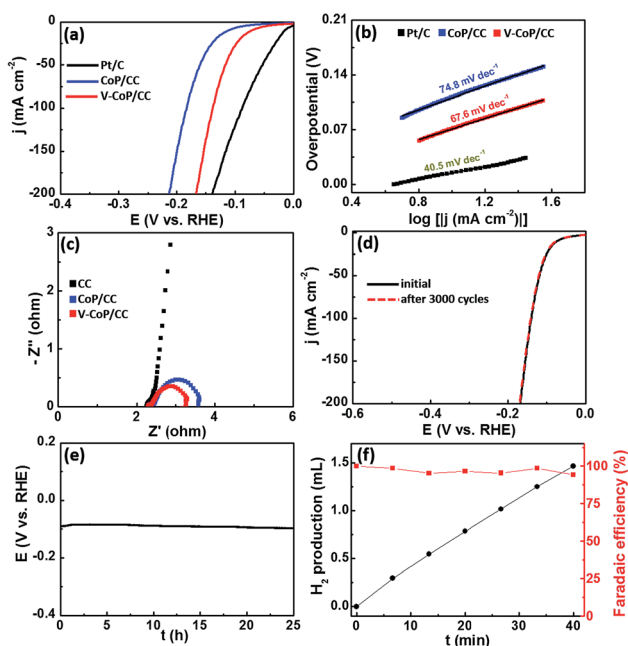 (a)
Pt/C
CoP/CC
V-CoP/CC
j (mA cm⁻²)
0
-50
-100
-150
-200
-0.4 -0.3 -0.2 -0.1 0.0
E (V vs. RHE)
(b)
Pt/C CoP/CC V-CoP/CC
Overpotential (V)
0.15
0.08
0.00
74.8 mV dec⁻¹
67.6 mV dec⁻¹
40.5 mV dec⁻¹
0.5 1.0 1.5 2.0
log [|j (mA cm⁻²)|]
(c)
CC
CoP/CC
V-CoP/CC
- Z'' (ohm)
3
2
1
0
0 2 4 6
Z' (ohm)
(d)
initial
after 3000 cycles
j (mA cm⁻²)
0
-50
-100
-150
-200
-0.6 -0.4 -0.2 0.0
E (V vs. RHE)
(e)
E (V vs. RHE)
0.2
0.0
-0.2
-0.4
0 5 10 15 20 25
t (h)
(f)
H₂ production (mL)
1.5
1.0
0.5
0.0
Faradaic efficiency (%)
100
75
50
25
0
0 10 20 30 40
t (min)